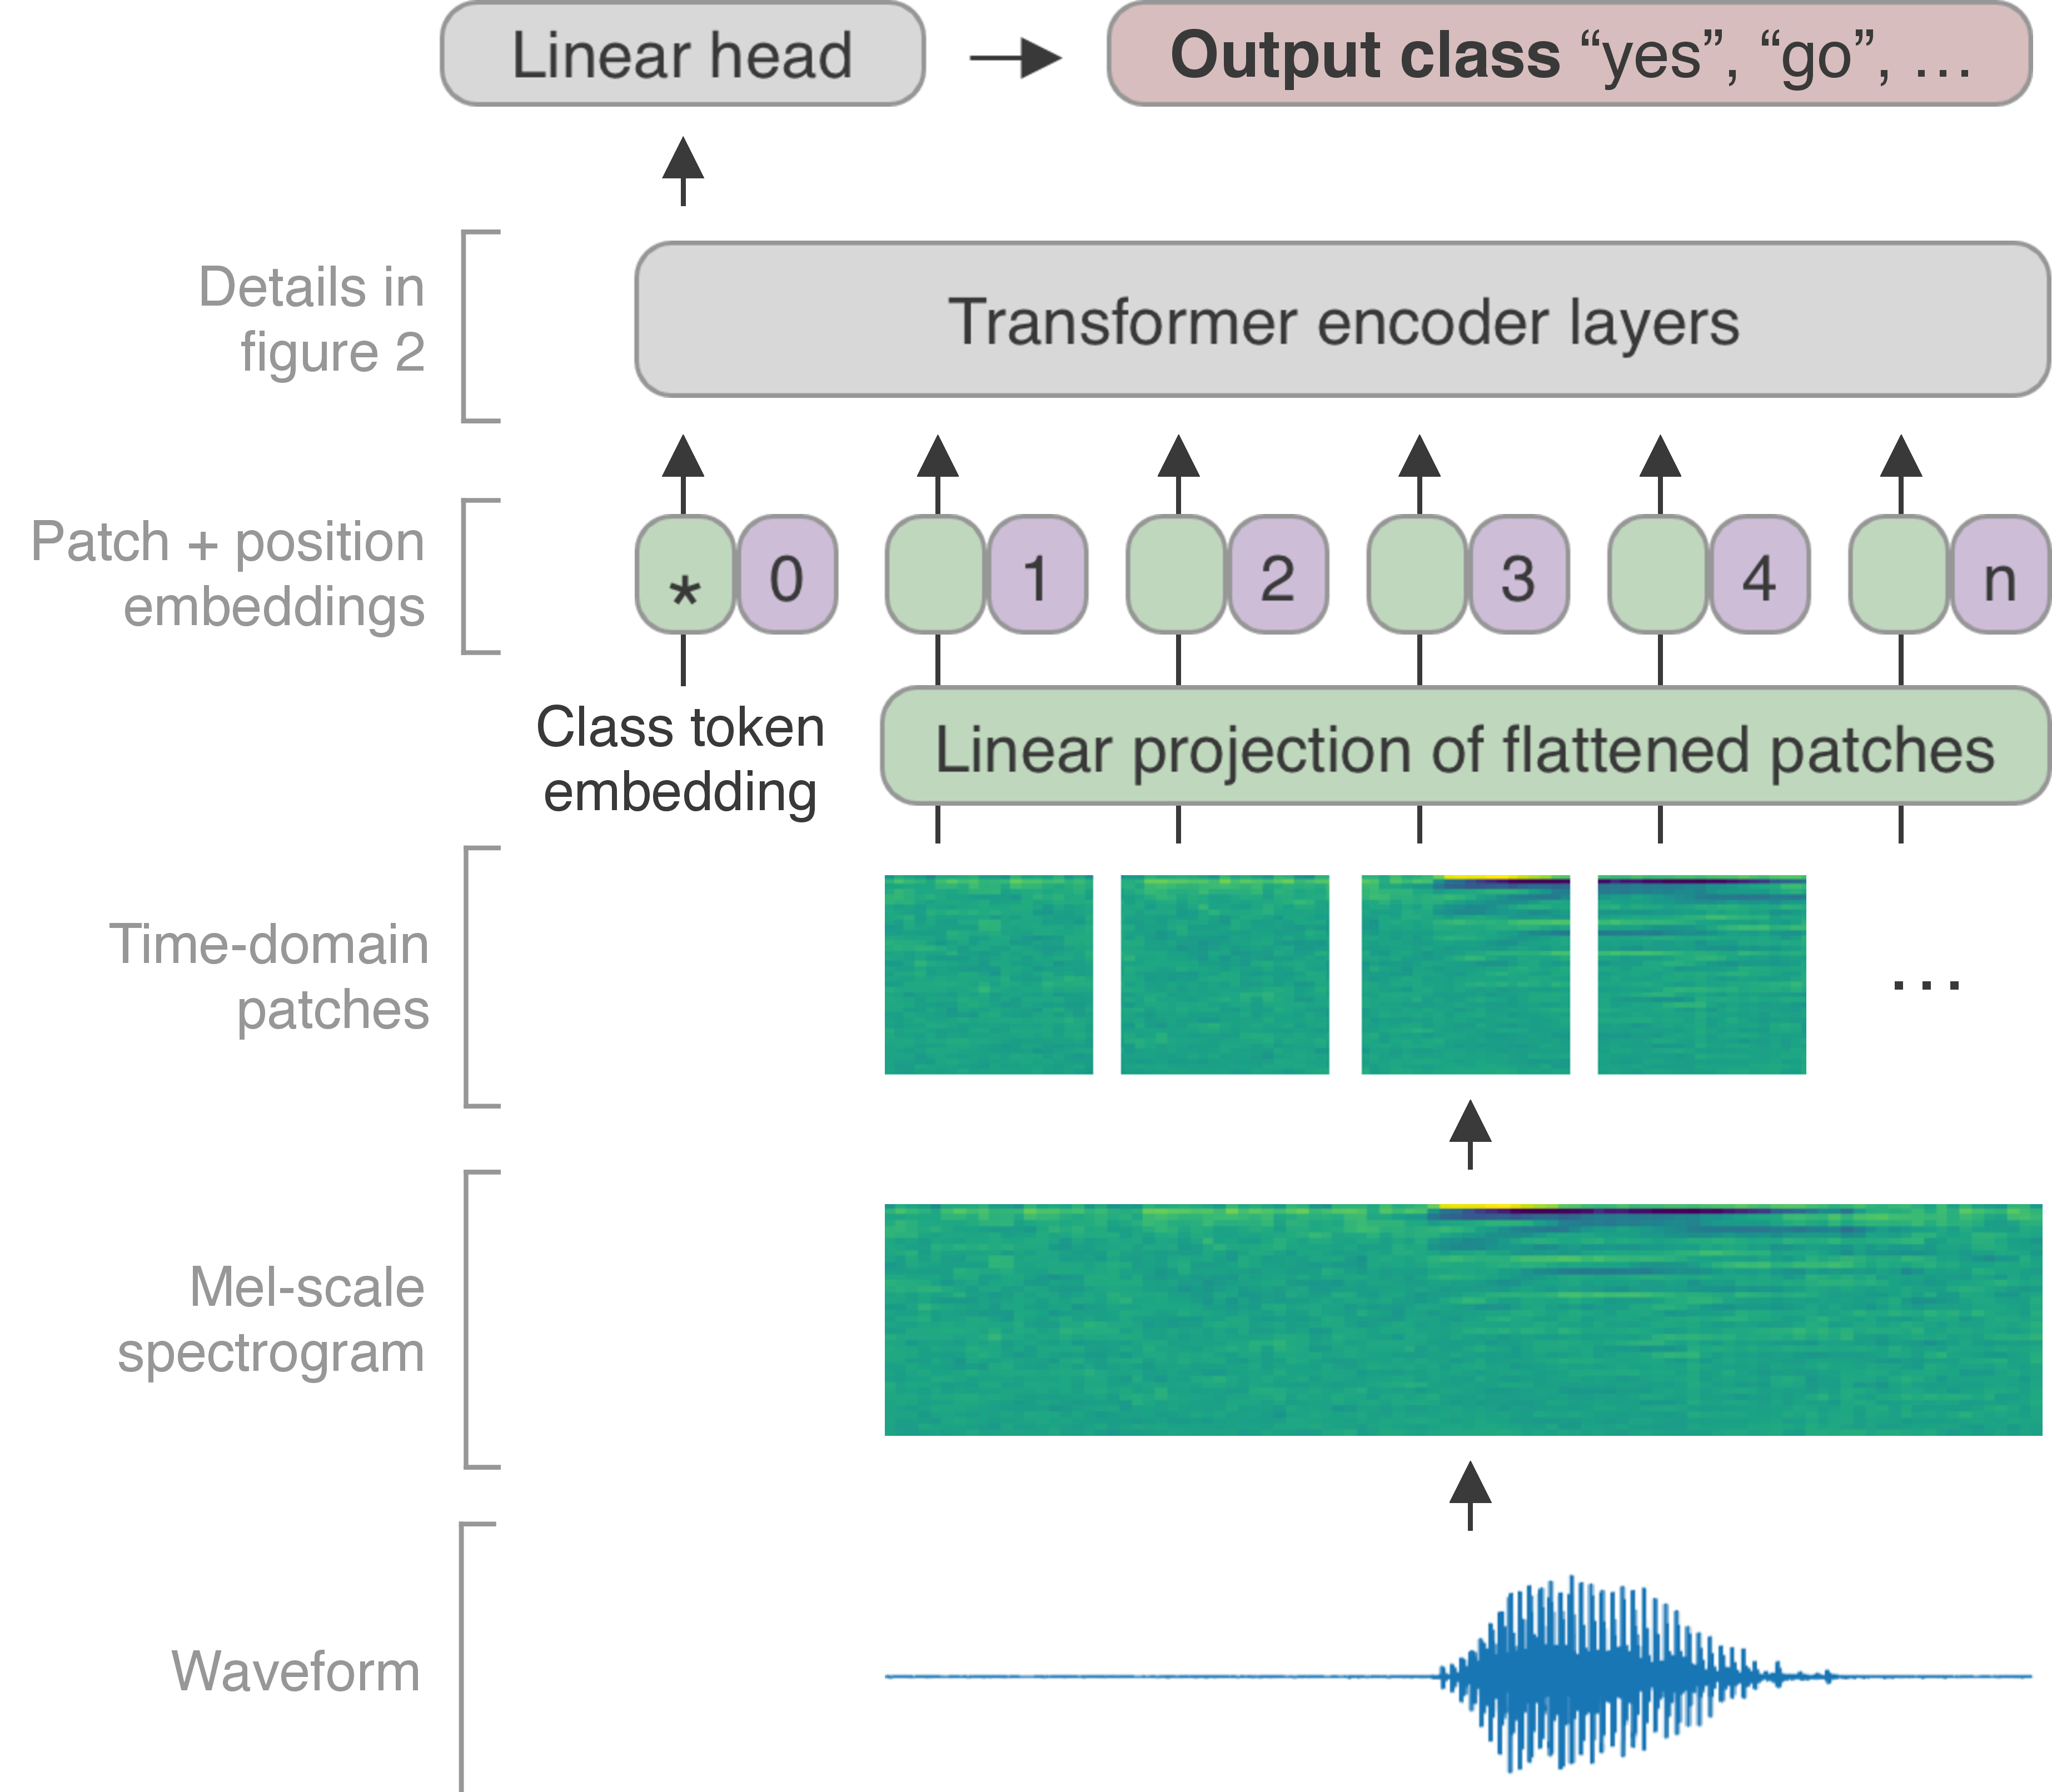 Linear head
Output class “yes”, “go”, ...
Details in
figure 2
Transformer encoder layers
Patch + position
embeddings
* 0 1 2 3 4 n
Class token
embedding
Linear projection of flattened patches
Time-domain
patches
...
Mel-scale
spectrogram
Waveform